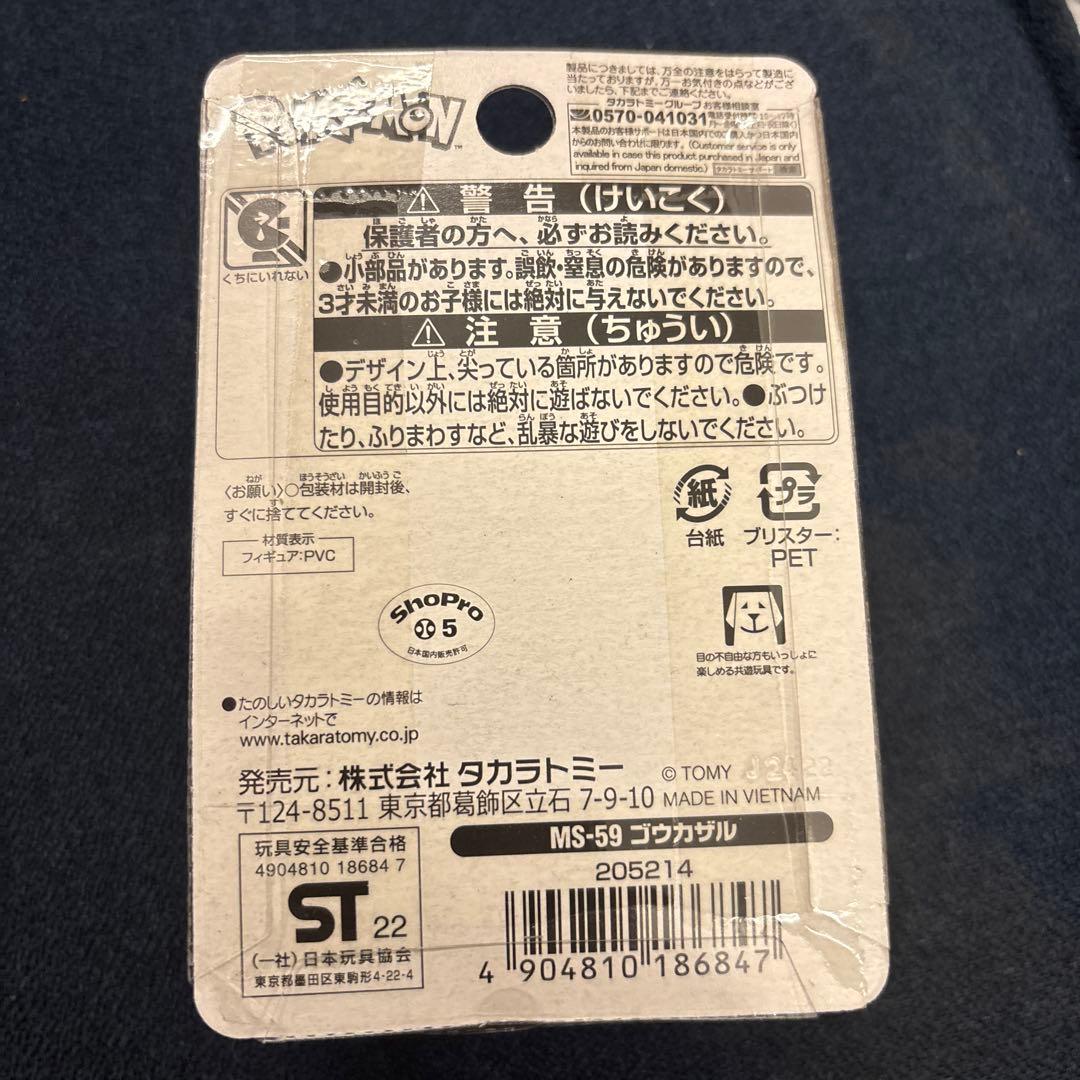 POKÉMON
製品につきましては、万全の注意をはらって製造に
当たっておりますが、万一お気付きの点などがござ
いましたら、下記までご連絡ください。
タカラトミーグループお客様相談室
0570-041031
本製品のお客様サポートは日本国内でのご購入かつ日本国内
からのお問い合わせに限ります。(Customer service is only
available in case this product purchased in Japan and
inquired from Japan domestic.) タカラトミーサポート 検索
くちにいれない
⚠ 警告(けいこく)
保護者の方へ、必ずお読みください。
●小部品があります。誤飲・窒息の危険がありますので、
3才未満のお子様には絶対に与えないでください。
⚠ 注意(ちゅうい)
●デザイン上、尖っている箇所がありますので危険です。
使用目的以外には絶対に遊ばないでください。●ぶつけ
たり、ふりまわすなど、乱暴な遊びをしないでください。
〈お願い〉○包装材は開封後、
すぐに捨ててください。
材質表示
フィギュア:PVC
紙
台紙
プラ
ブリスター:
PET
ShoPro
5
日本国内販売許可
目の不自由な方もいっしょに
楽しめる共遊玩具です。
●たのしいタカラトミーの情報は
インターネットで
www.takaratomy.co.jp
発売元:株式会社 タカラトミー
© TOMY
〒124-8511 東京都葛飾区立石 7-9-10 MADE IN VIETNAM
MS-59 ゴウカザル
205214
玩具安全基準合格
4904810 18684 7
ST 22
(一社)日本玩具協会
東京都墨田区東駒形4-22-4
4 904810 186847